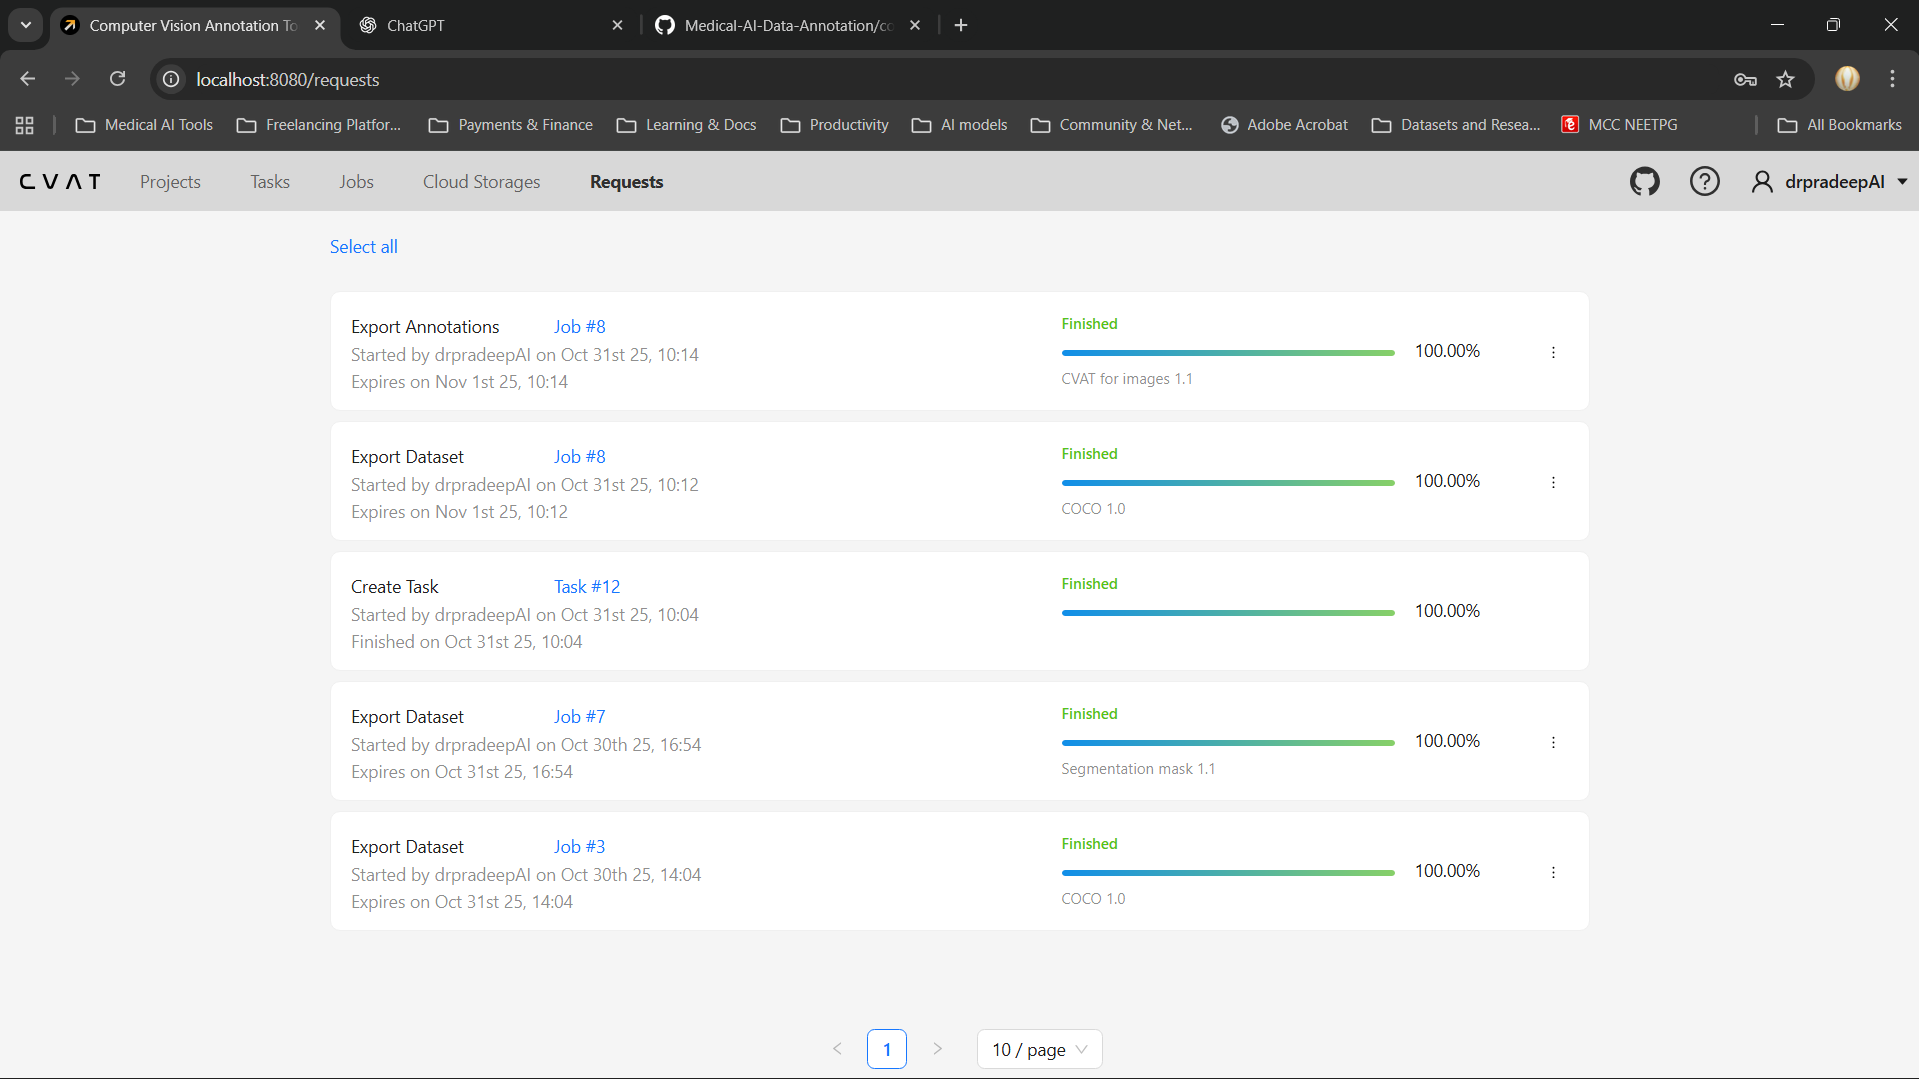 Computer Vision Annotation To
ChatGPT
Medical-AI-Data-Annotation/co
localhost:8080/requests
Medical AI Tools
Freelancing Platfor...
Payments & Finance
Learning & Docs
Productivity
AI models
Community & Net...
Adobe Acrobat
Datasets and Resea...
MCC NEETPG
All Bookmarks
CVAT
Projects
Tasks
Jobs
Cloud Storages
Requests
drpradeepAI
Select all
Export Annotations Job #8
Started by drpradeepAI on Oct 31st 25, 10:14
Expires on Nov 1st 25, 10:14
Finished
100.00%
CVAT for images 1.1
Export Dataset Job #8
Started by drpradeepAI on Oct 31st 25, 10:12
Expires on Nov 1st 25, 10:12
Finished
100.00%
COCO 1.0
Create Task Task #12
Started by drpradeepAI on Oct 31st 25, 10:04
Finished on Oct 31st 25, 10:04
Finished
100.00%
Export Dataset Job #7
Started by drpradeepAI on Oct 30th 25, 16:54
Expires on Oct 31st 25, 16:54
Finished
100.00%
Segmentation mask 1.1
Export Dataset Job #3
Started by drpradeepAI on Oct 30th 25, 14:04
Expires on Oct 31st 25, 14:04
Finished
100.00%
COCO 1.0
1
10 / page